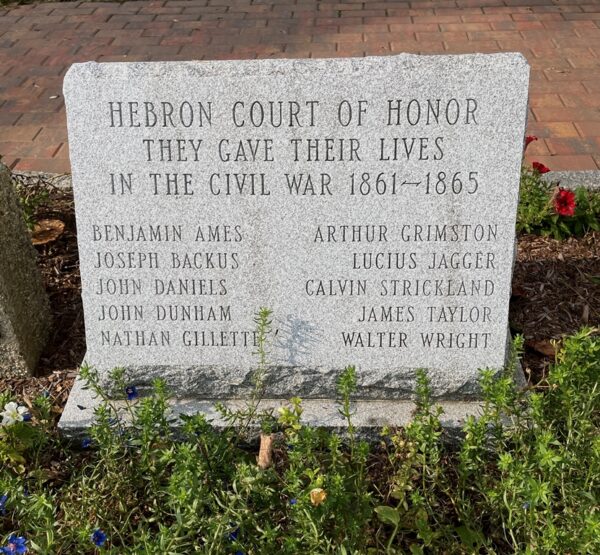 HEBRON COURT OF HONOR
THEY GAVE THEIR LIVES
IN THE CIVIL WAR 1861—1865
BENJAMIN AMES
JOSEPH BACKUS
JOHN DANIELS
JOHN DUNHAM
NATHAN GILLETTE
ARTHUR GRIMSTON
LUCIUS JAGGER
CALVIN STRICKLAND
JAMES TAYLOR
WALTER WRIGHT